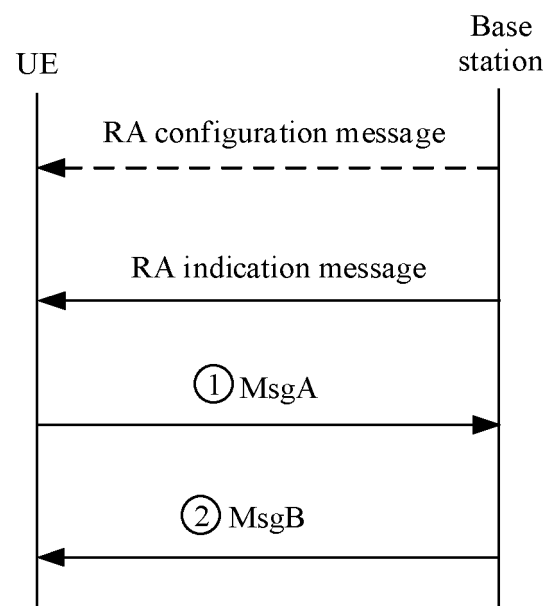 UE
Base
station
RA configuration message
RA indication message
① MsgA
② MsgB